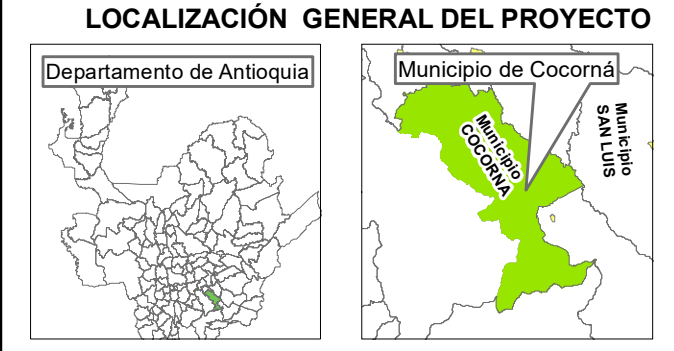 LOCALIZACIÓN GENERAL DEL PROYECTO
Departamento de Antioquia
Municipio de Cocorná
Municipio
COCORNA
Municipio
SAN LUIS